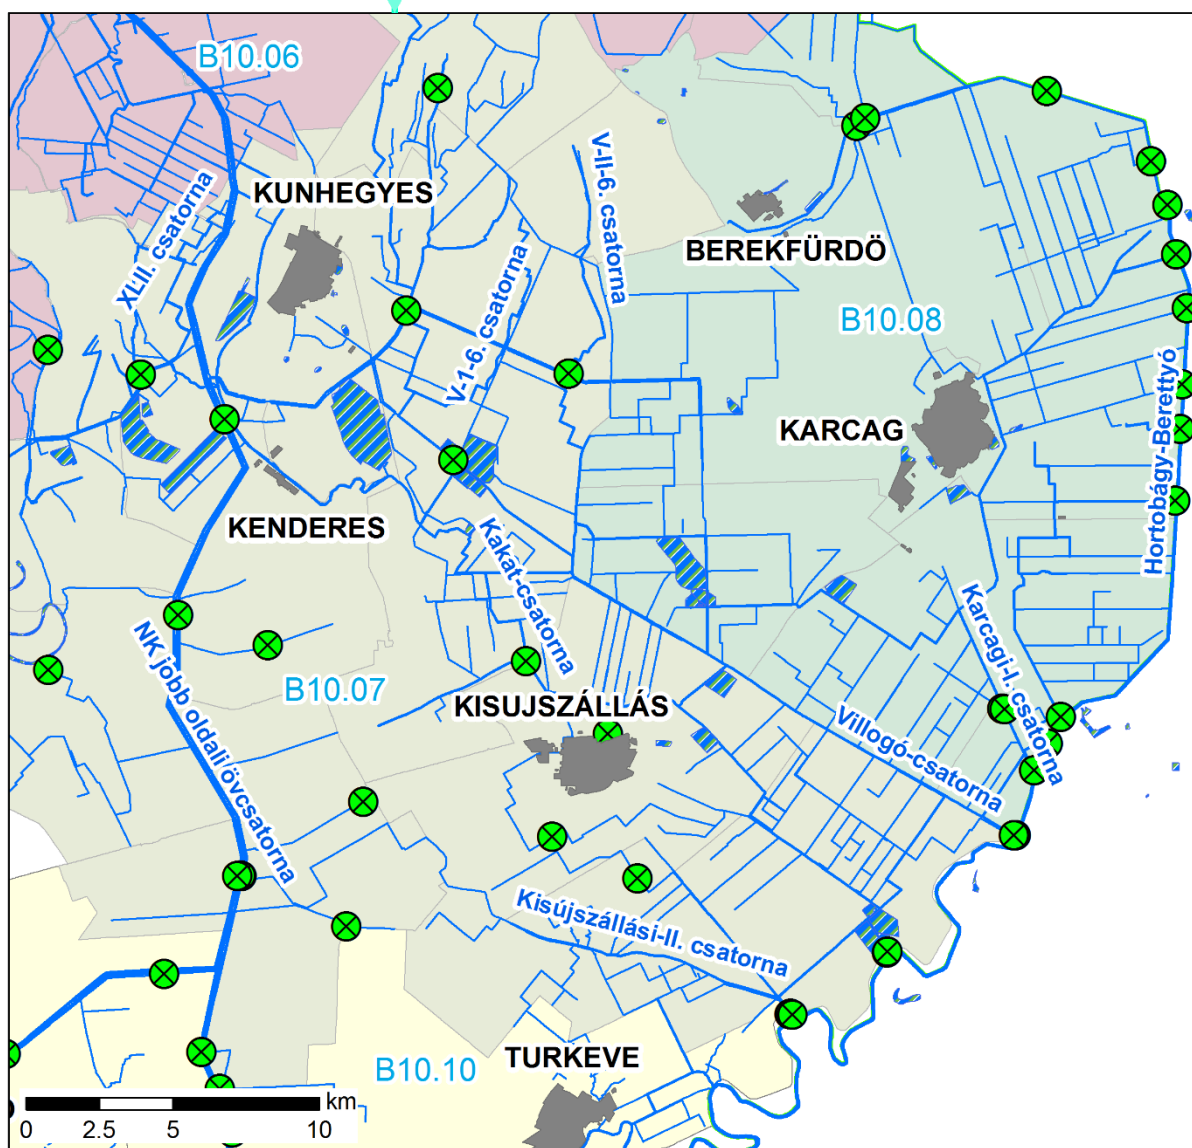 B10.06
KUNHEGYES
XLII. csatorna
V-II-6. csatorna
BEREKFÜRDÖ
V-1-6. csatorna
B10.08
Hortobágy-Berettyó
KARCAG
KENDERES
Kakat-csatorna
Karcagi-I. csatorna
NK jobb oldali övcsatorna
B10.07
KISUJSZÁLLÁS
Villogó-csatorna
Kisújszállási-II. csatorna
TURKEVE
B10.10
km
0 2.5 5 10